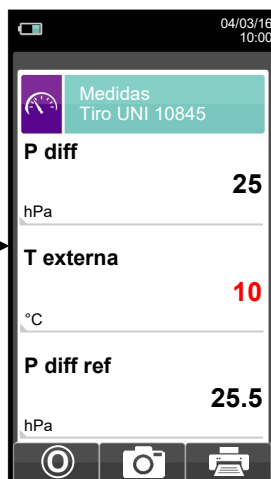 04/03/16
10:00
Medidas
Tiro UNI 10845
P diff
25
hPa
T externa
10
°C
P diff ref
25.5
hPa